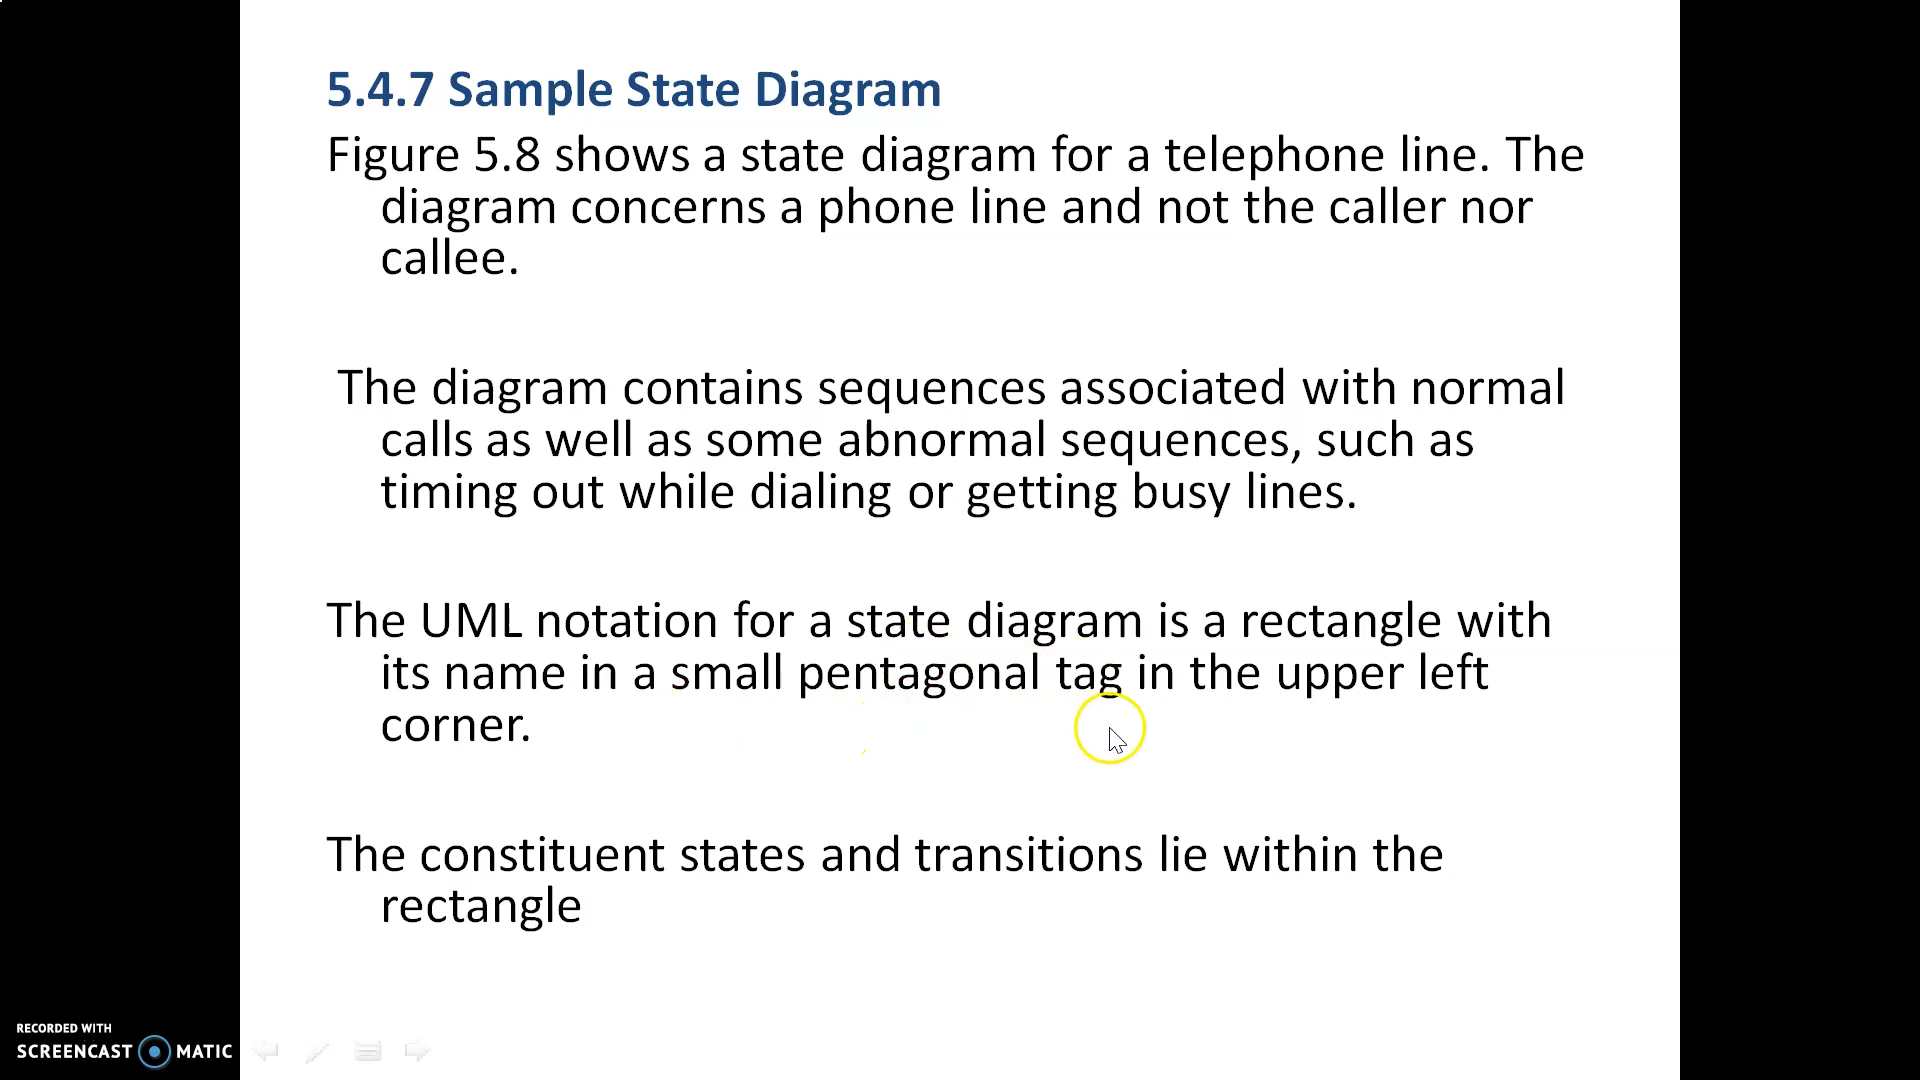 5.4.7 Sample State Diagram
Figure 5.8 shows a state diagram for a telephone line. The
diagram concerns a phone line and not the caller nor
callee.
The diagram contains sequences associated with normal
calls as well as some abnormal sequences, such as
timing out while dialing or getting busy lines.
The UML notation for a state diagram is a rectangle with
its name in a small pentagonal tag in the upper left
corner.
The constituent states and transitions lie within the
rectangle
RECORDED WITH
SCREENCAST MATIC